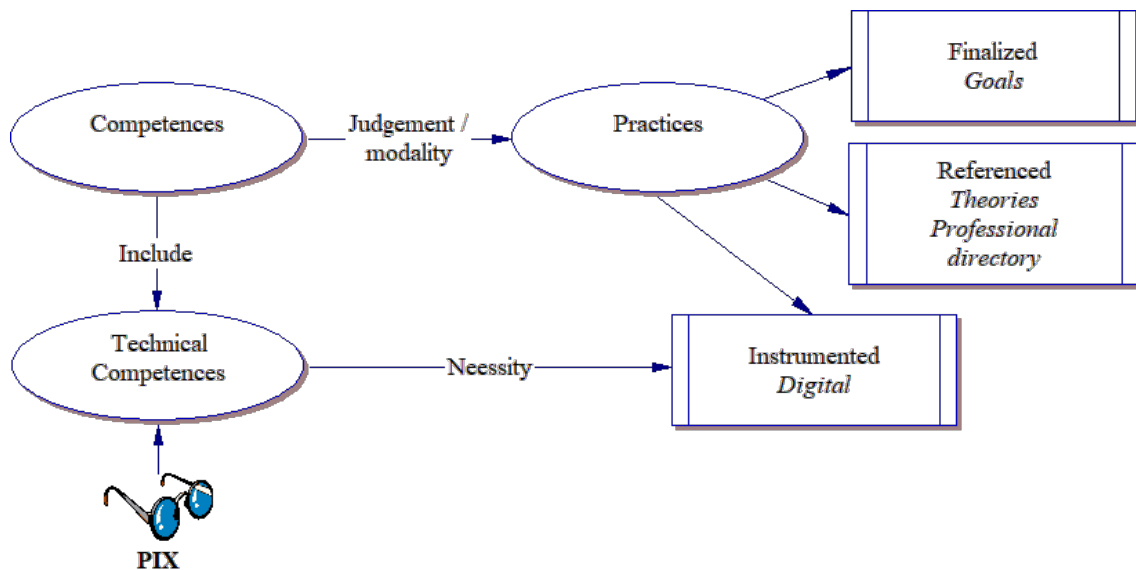 Competences
Judgement /
modality
Practices
Finalized
Goals
Referenced
Theories
Professional
directory
Include
Technical
Competences
Neessity
Instrumented
Digital
PIX